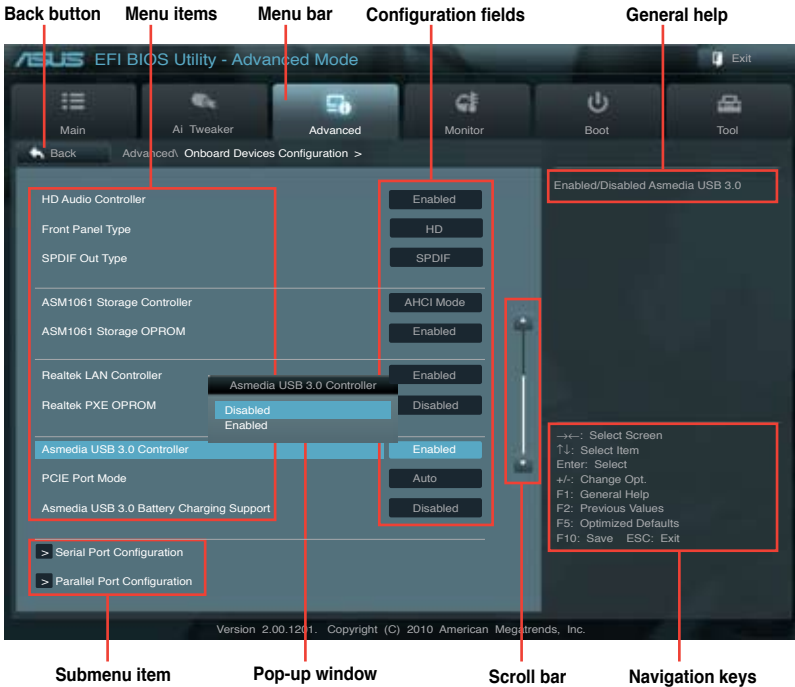 Back button Menu items Menu bar Configuration fields General help
ASUS EFI BIOS Utility - Advanced Mode Exit
Main Ai Tweaker Advanced Monitor Boot Tool
Back Advanced\ Onboard Devices Configuration >
Enabled/Disabled Asmedia USB 3.0
HD Audio Controller Enabled
Front Panel Type HD
SPDIF Out Type SPDIF
ASM1061 Storage Controller AHCI Mode
ASM1061 Storage OPROM Enabled
Realtek LAN Controller Enabled
Asmedia USB 3.0 Controller
Realtek PXE OPROM Disabled
Disabled
Enabled
Asmedia USB 3.0 Controller Enabled
PCIE Port Mode Auto
Asmedia USB 3.0 Battery Charging Support Disabled
> Serial Port Configuration
> Parallel Port Configuration
→←: Select Screen
↑↓: Select Item
Enter: Select
+/-: Change Opt.
F1: General Help
F2: Previous Values
F5: Optimized Defaults
F10: Save ESC: Exit
Version 2.00.1201. Copyright (C) 2010 American Megatrends, Inc.
Submenu item Pop-up window Scroll bar Navigation keys